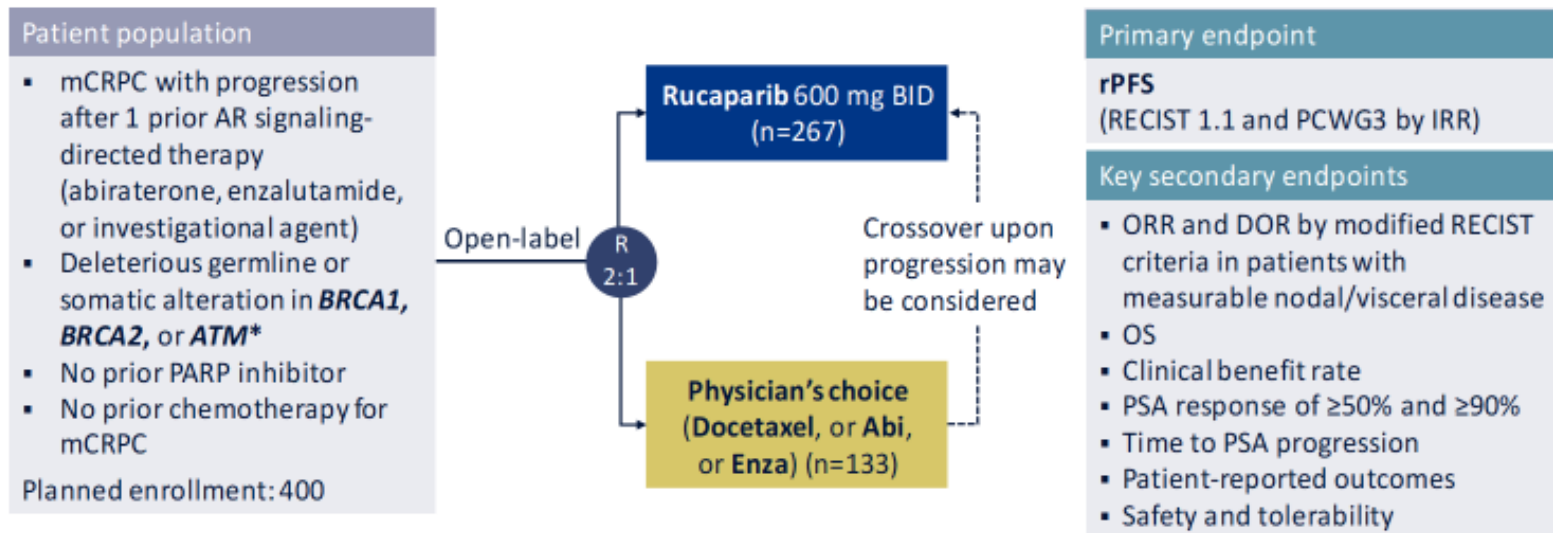 Patient population
▪ mCRPC with progression
after 1 prior AR signaling-
directed therapy
(abiraterone, enzalutamide,
or investigational agent)
▪ Deleterious germline or
somatic alteration in BRCA1,
BRCA2, or ATM*
▪ No prior PARP inhibitor
▪ No prior chemotherapy for
mCRPC
Planned enrollment: 400
Open-label
R
2:1
Rucaparib 600 mg BID
(n=267)
Crossover upon
progression may
be considered
Physician's choice
(Docetaxel, or Abi,
or Enza) (n=133)
Primary endpoint
rPFS
(RECIST 1.1 and PCWG3 by IRR)
Key secondary endpoints
▪ ORR and DOR by modified RECIST
criteria in patients with
measurable nodal/visceral disease
▪ OS
▪ Clinical benefit rate
▪ PSA response of ≥50% and ≥90%
▪ Time to PSA progression
▪ Patient-reported outcomes
▪ Safety and tolerability